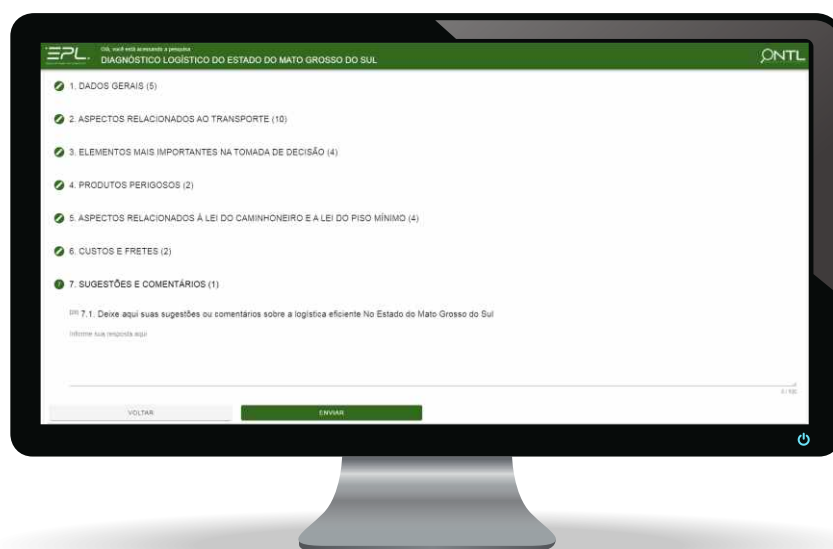 EPL.
Olá, você está acessando a pesquisa
DIAGNÓSTICO LOGÍSTICO DO ESTADO DO MATO GROSSO DO SUL
ONTL
1. DADOS GERAIS (5)
2. ASPECTOS RELACIONADOS AO TRANSPORTE (10)
3. ELEMENTOS MAIS IMPORTANTES NA TOMADA DE DECISÃO (4)
4. PRODUTOS PERIGOSOS (2)
5. ASPECTOS RELACIONADOS À LEI DO CAMINHONEIRO E A LEI DO PISO MÍNIMO (4)
6. CUSTOS E FRETES (2)
7. SUGESTÕES E COMENTÁRIOS (1)
7.1. Deixe aqui suas sugestões ou comentários sobre a logística eficiente No Estado do Mato Grosso do Sul
Informe sua resposta aqui
VOLTAR
ENVIAR